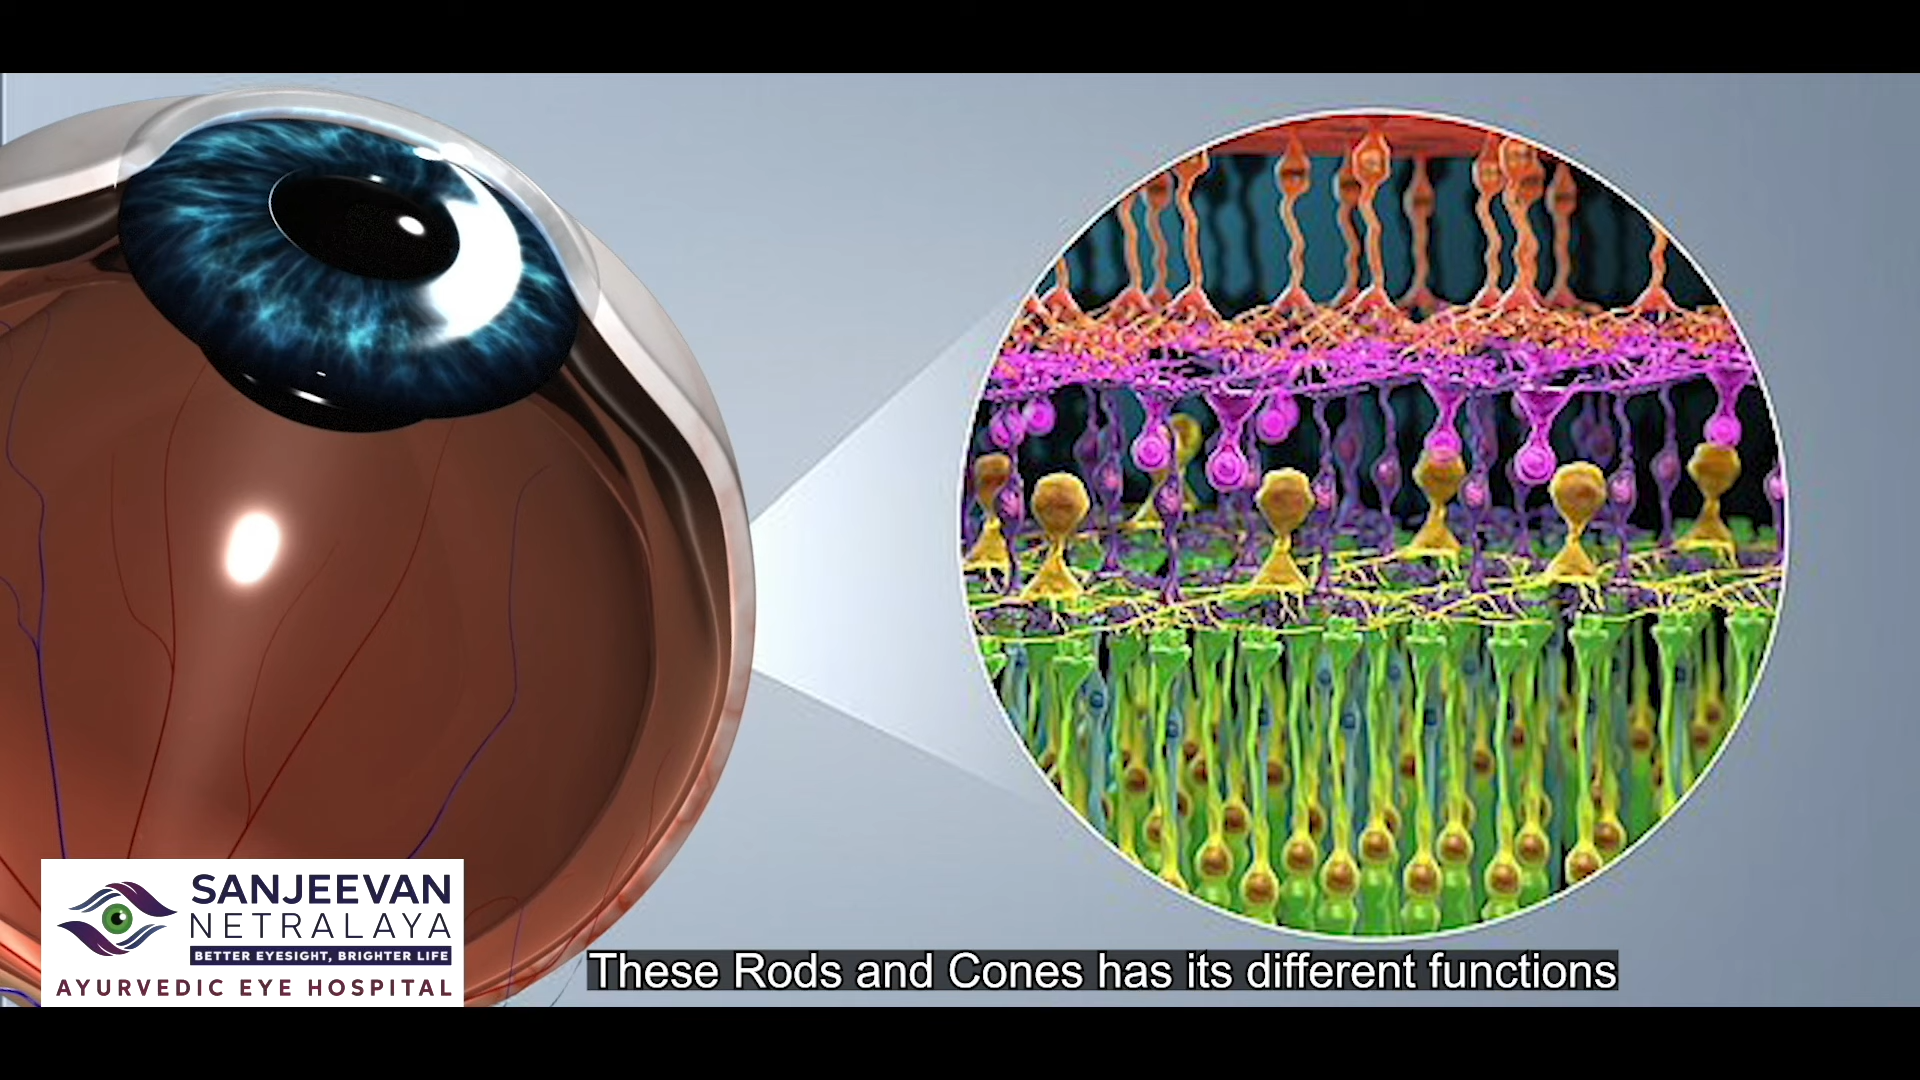 SANJEEVAN
NETRALAYA
BETTER EYESIGHT, BRIGHTER LIFE
AYURVEDIC EYE HOSPITAL
These Rods and Cones has its different functions